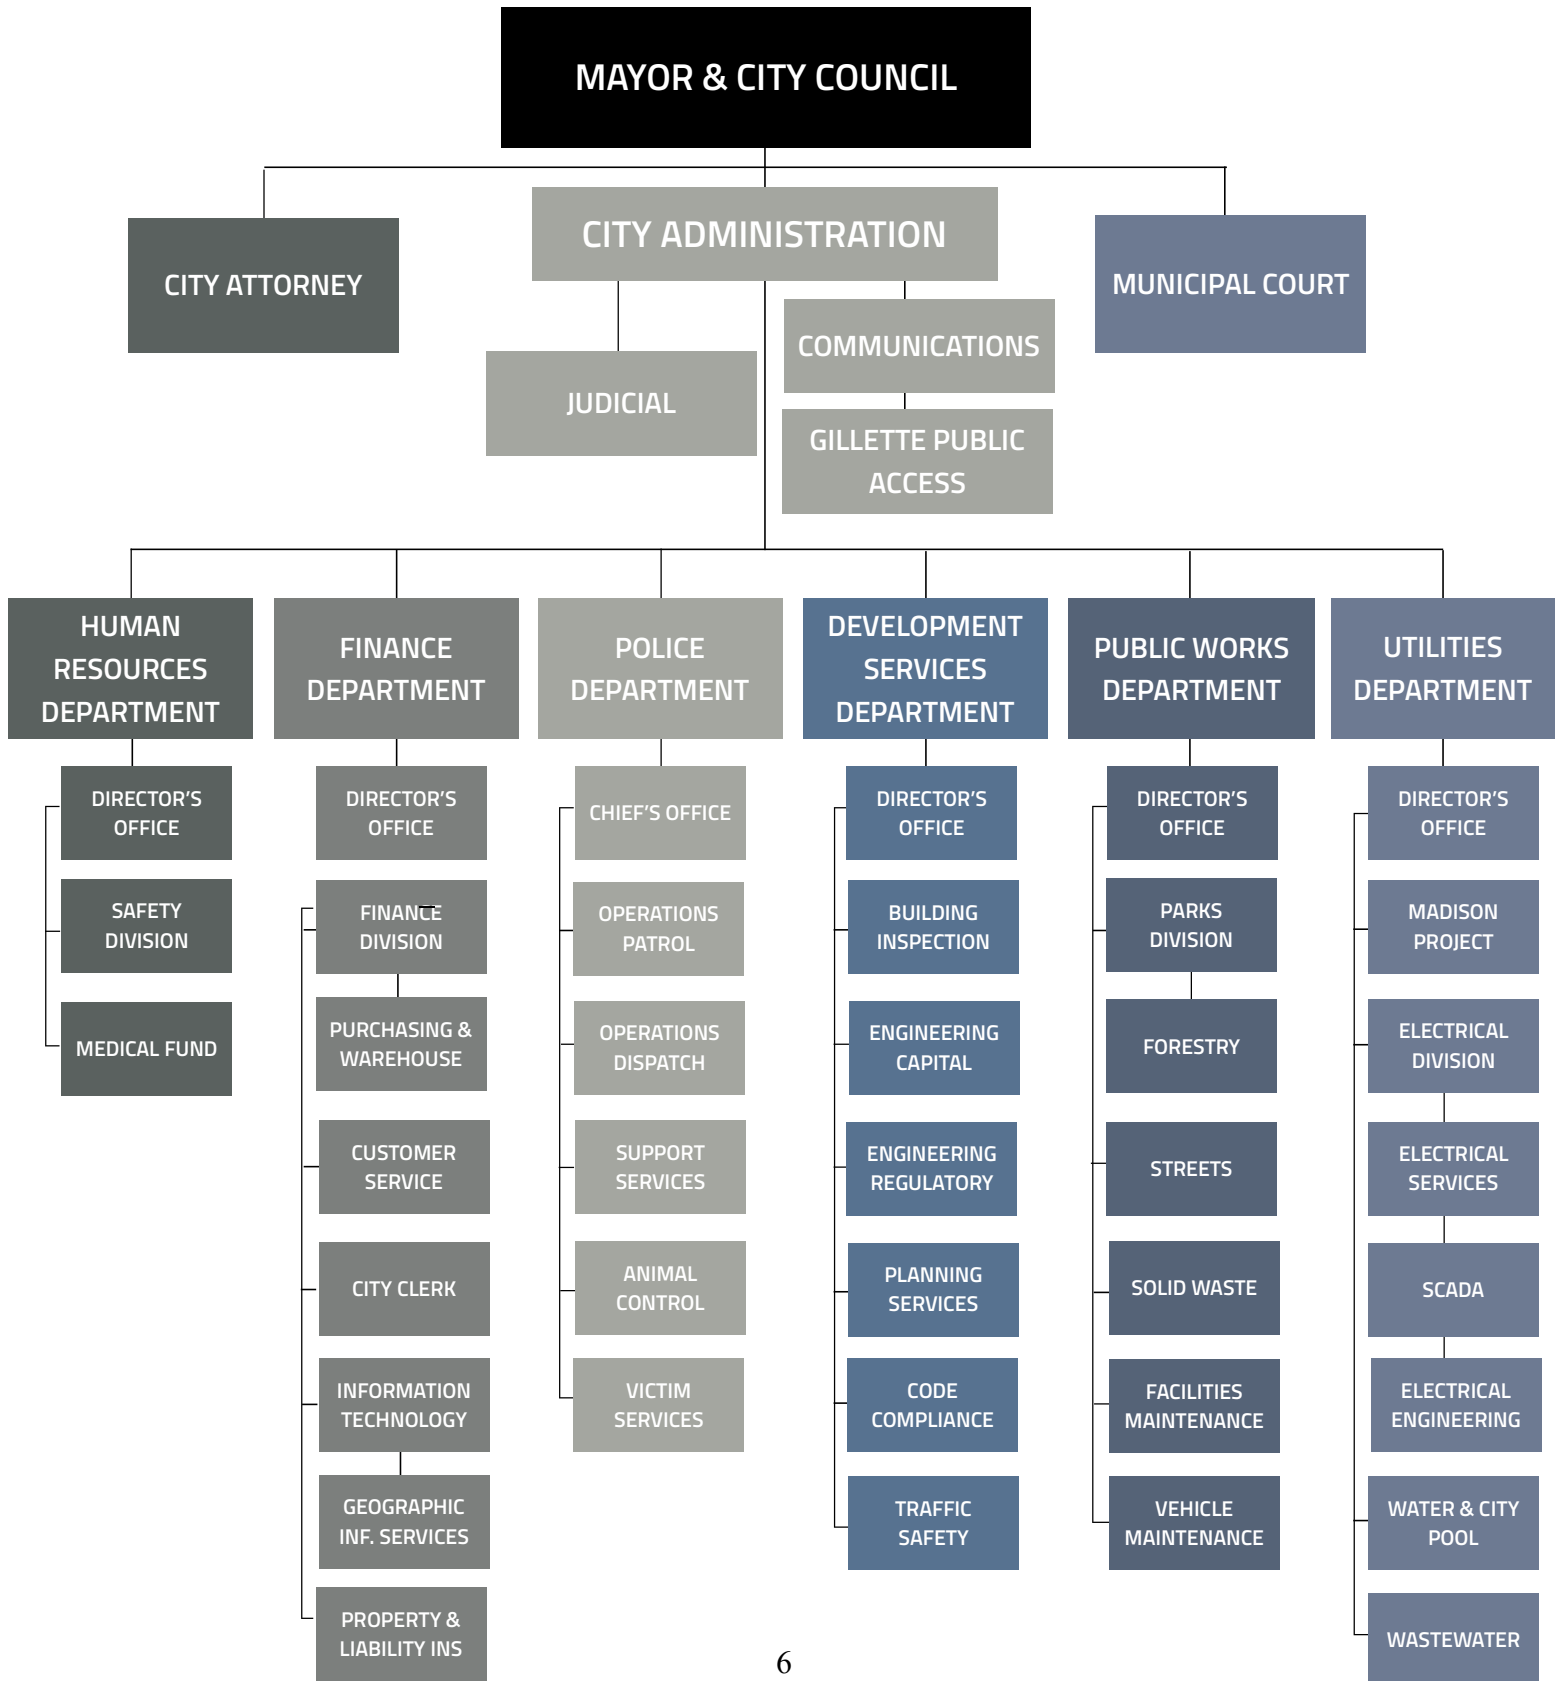 MAYOR & CITY COUNCIL
CITY ATTORNEY
CITY ADMINISTRATION
MUNICIPAL COURT
JUDICIAL
COMMUNICATIONS
GILLETTE PUBLIC
ACCESS
HUMAN
RESOURCES
DEPARTMENT
DIRECTOR'S
OFFICE
SAFETY
DIVISION
MEDICAL FUND
FINANCE
DEPARTMENT
DIRECTOR'S
OFFICE
FINANCE
DIVISION
PURCHASING &
WAREHOUSE
CUSTOMER
SERVICE
CITY CLERK
INFORMATION
TECHNOLOGY
GEOGRAPHIC
INF. SERVICES
PROPERTY &
LIABILITY INS
POLICE
DEPARTMENT
CHIEF'S OFFICE
OPERATIONS
PATROL
OPERATIONS
DISPATCH
SUPPORT
SERVICES
ANIMAL
CONTROL
VICTIM
SERVICES
DEVELOPMENT
SERVICES
DEPARTMENT
DIRECTOR'S
OFFICE
BUILDING
INSPECTION
ENGINEERING
CAPITAL
ENGINEERING
REGULATORY
PLANNING
SERVICES
CODE
COMPLIANCE
TRAFFIC
SAFETY
PUBLIC WORKS
DEPARTMENT
DIRECTOR'S
OFFICE
PARKS
DIVISION
FORESTRY
STREETS
SOLID WASTE
FACILITIES
MAINTENANCE
VEHICLE
MAINTENANCE
UTILITIES
DEPARTMENT
DIRECTOR'S
OFFICE
MADISON
PROJECT
ELECTRICAL
DIVISION
ELECTRICAL
SERVICES
SCADA
ELECTRICAL
ENGINEERING
WATER & CITY
POOL
WASTEWATER
6